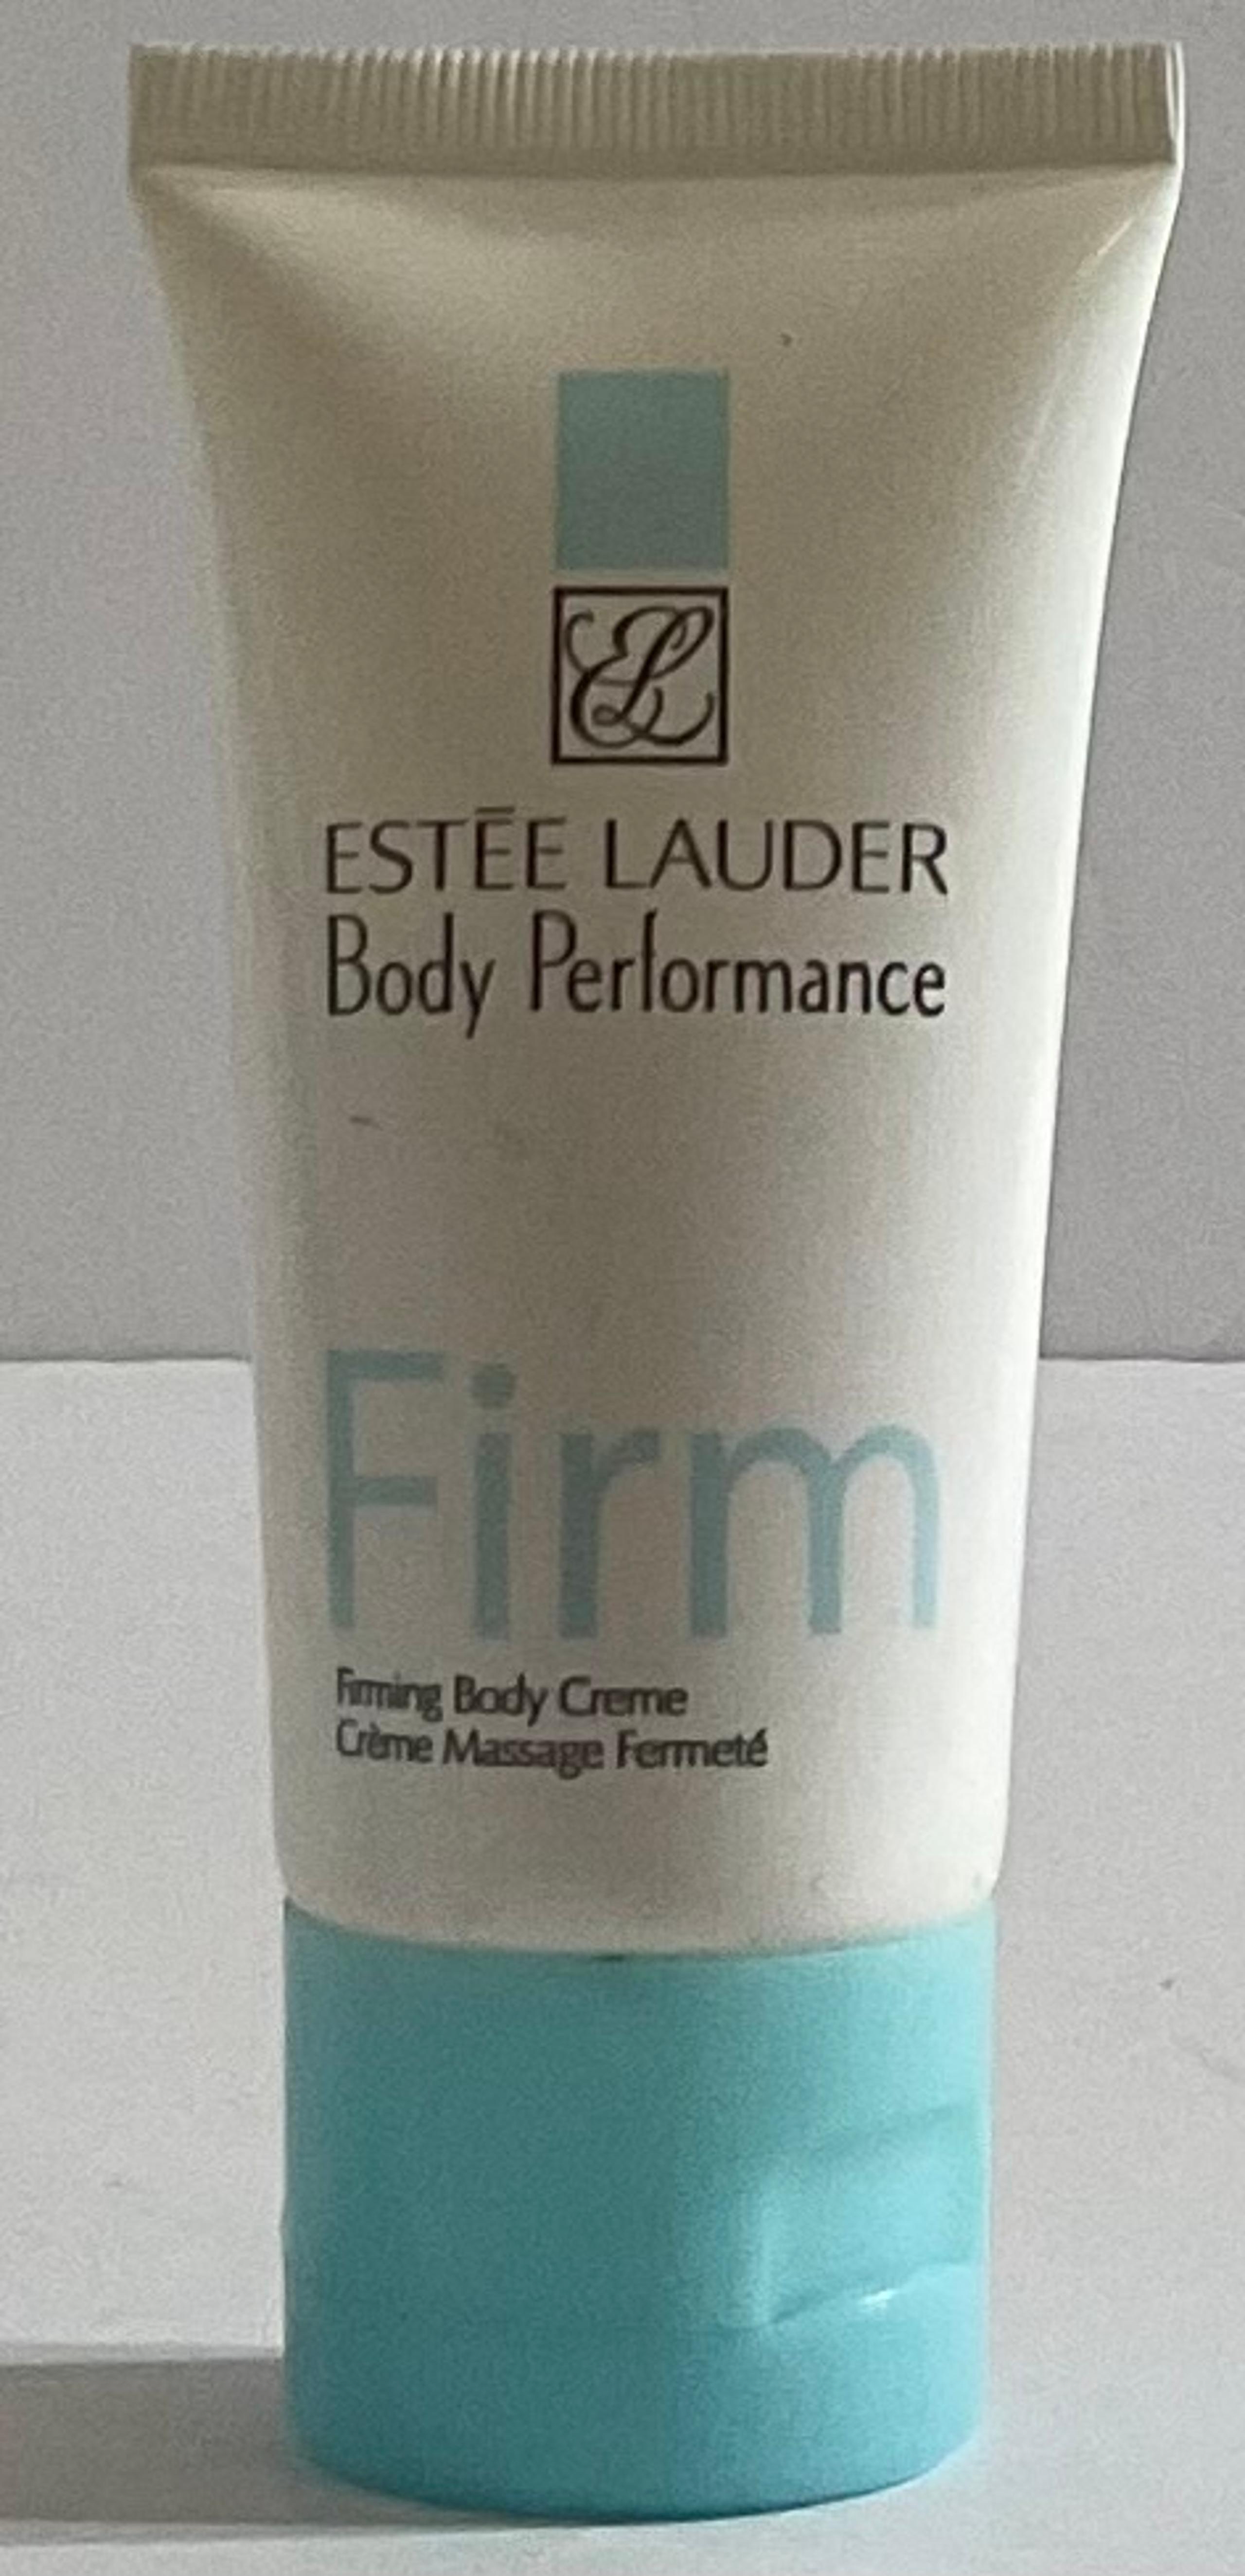 EL
ESTĒE LAUDER
Body Performance
Firm
Firming Body Creme
Crème Massage Fermeté